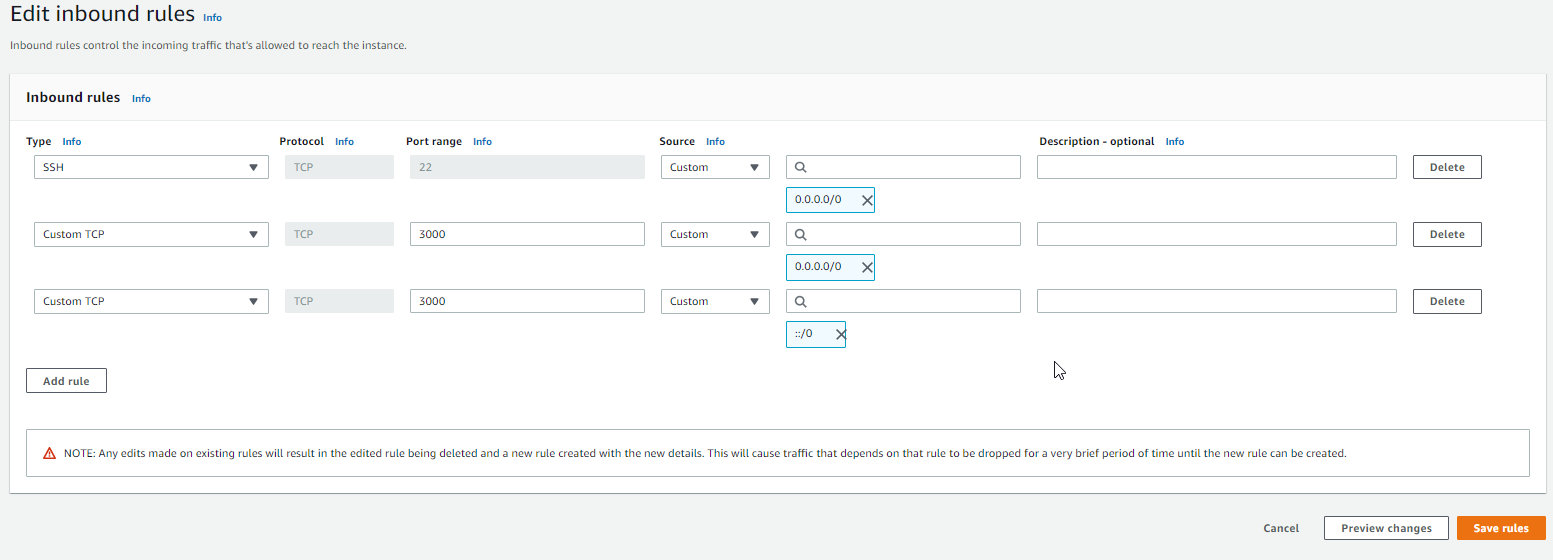 Edit inbound rules Info
Inbound rules control the incoming traffic that's allowed to reach the instance.
Inbound rules Info
Type Info Protocol Info Port range Info Source Info Description - optional Info
SSH TCP 22 Custom Delete
0.0.0.0/0
Custom TCP TCP 3000 Custom Delete
0.0.0.0/0
Custom TCP TCP 3000 Custom Delete
::/0
Add rule
NOTE: Any edits made on existing rules will result in the edited rule being deleted and a new rule created with the new details. This will cause traffic that depends on that rule to be dropped for a very brief period of time until the new rule can be created.
Cancel Preview changes Save rules